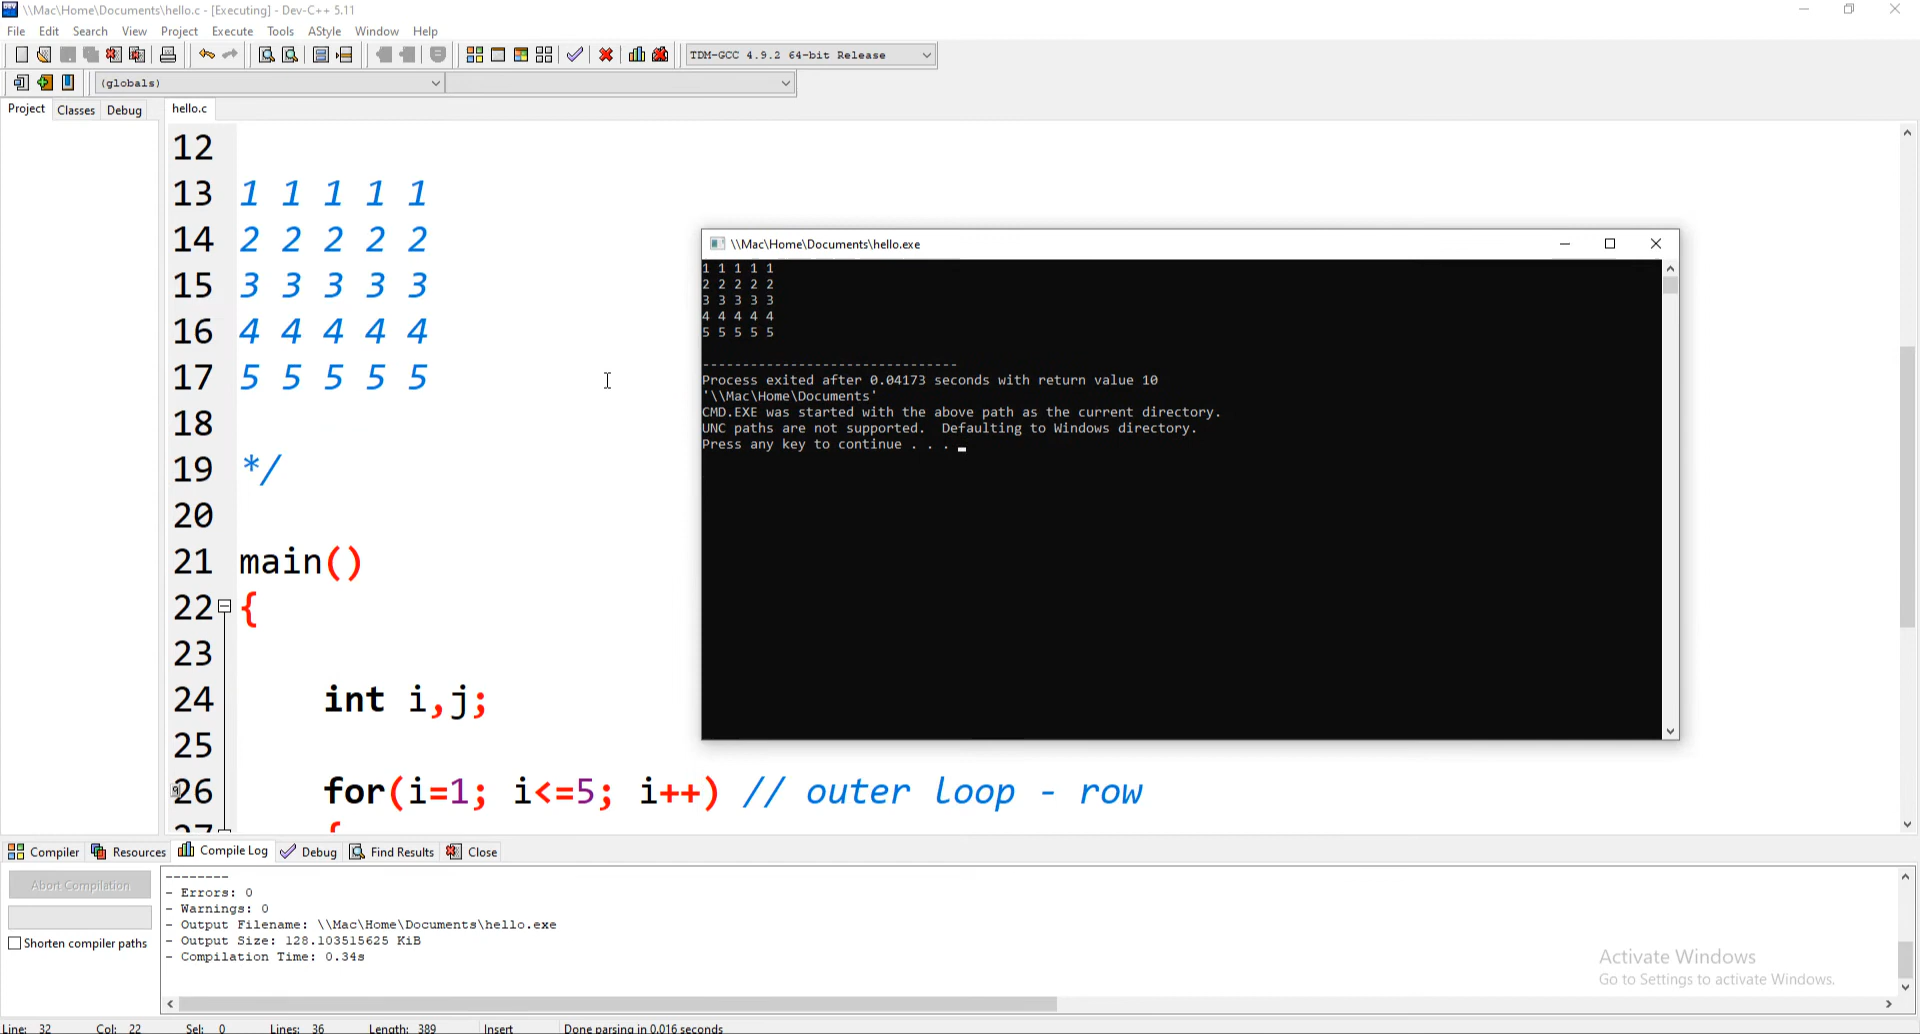 \\Mac\Home\Documents\hello.c - [Executing] - Dev-C++ 5.11
File Edit Search View Project Execute Tools AStyle Window Help
TDM-GCC 4.9.2 64-bit Release
(globals)
Project Classes Debug hello.c
12
13 1 1 1 1 1
14 2 2 2 2 2
15 3 3 3 3 3
16 4 4 4 4 4
17 5 5 5 5 5
18
19 */
20
21 main()
22 {
23
24 int i,j;
25
26 for(i=1; i<=5; i++) // outer loop - row
27 {
\\Mac\Home\Documents\hello.exe
1 1 1 1 1
2 2 2 2 2
3 3 3 3 3
4 4 4 4 4
5 5 5 5 5
--------------------------------
Process exited after 0.04173 seconds with return value 10
'\\Mac\Home\Documents'
CMD.EXE was started with the above path as the current directory.
UNC paths are not supported.  Defaulting to Windows directory.
Press any key to continue . . .
Compiler Resources Compile Log Debug Find Results Close
Abort Compilation
Shorten compiler paths
--------
- Errors: 0
- Warnings: 0
- Output Filename: \\Mac\Home\Documents\hello.exe
- Output Size: 128.103515625 KiB
- Compilation Time: 0.34s
Activate Windows
Go to Settings to activate Windows.
Line: 32 Col: 22 Sel: 0 Lines: 36 Length: 389 Insert Done parsing in 0.016 seconds